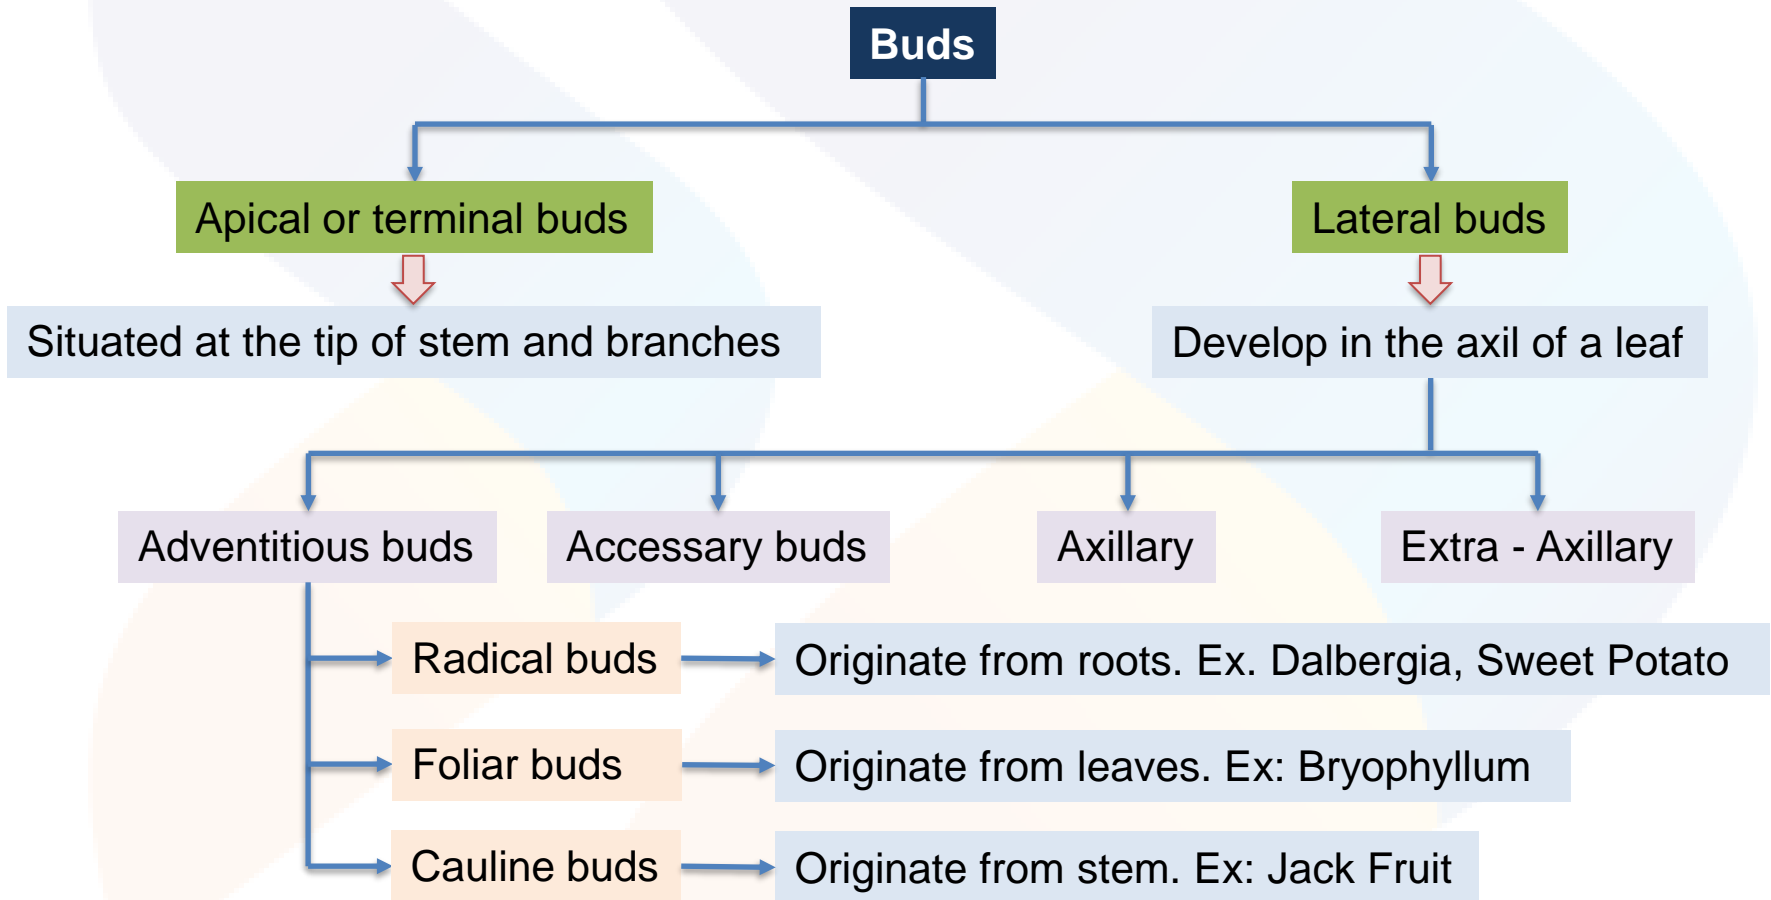 Buds
Apical or terminal buds
Lateral buds
Situated at the tip of stem and branches
Develop in the axil of a leaf
Adventitious buds
Accessary buds
Axillary
Extra - Axillary
Radical buds
Originate from roots. Ex. Dalbergia, Sweet Potato
Foliar buds
Originate from leaves. Ex: Bryophyllum
Cauline buds
Originate from stem. Ex: Jack Fruit